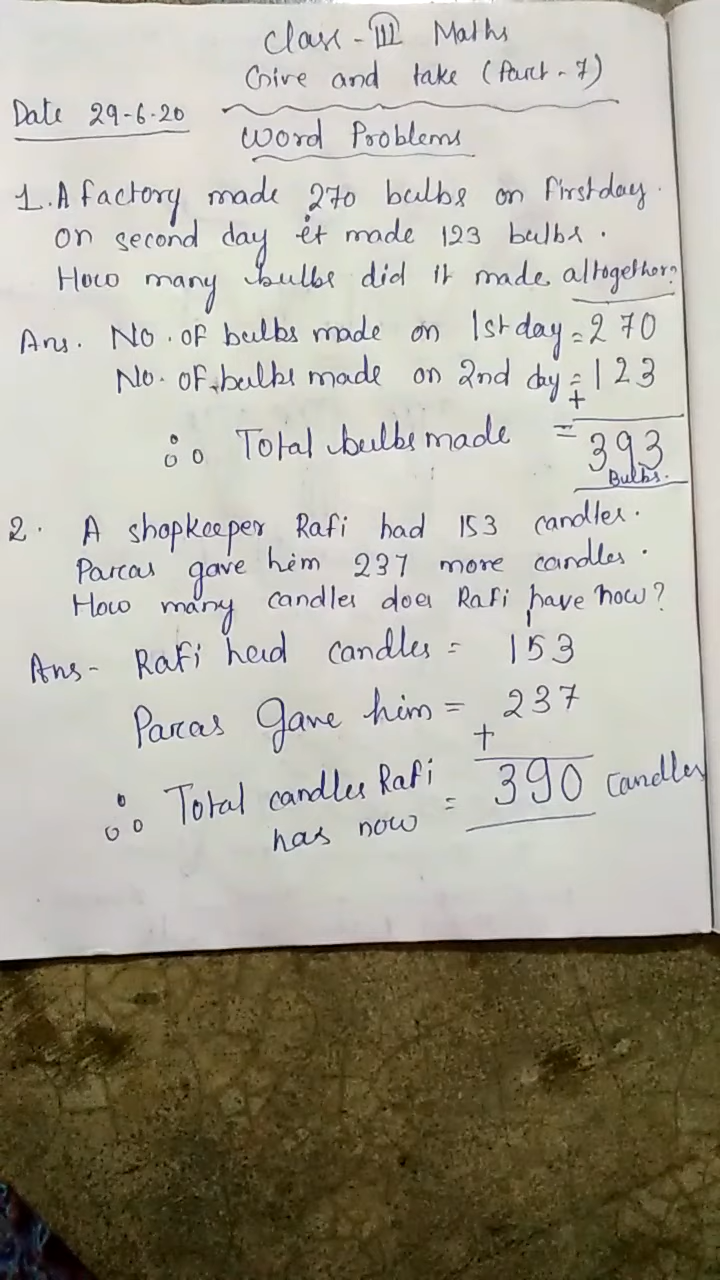 Class - III Maths
Give and take (Part - 7)
Date 29-6-20
Word Problems
1. A factory made 270 bulbs on first day.
On second day it made 123 bulbs.
How many bulbs did it made altogether?
Ans. No. of bulbs made on 1st day = 270
No. of bulbs made on 2nd day = + 123
∴ Total bulbs made = 393
Bulbs.
2. A shopkeeper Rafi had 153 candles.
Paras gave him 237 more candles.
How many candles does Rafi have now?
Ans - Rafi had candles = 153
1
Paras gave him = + 237
∴ Total candles Rafi
has now = 390 candles